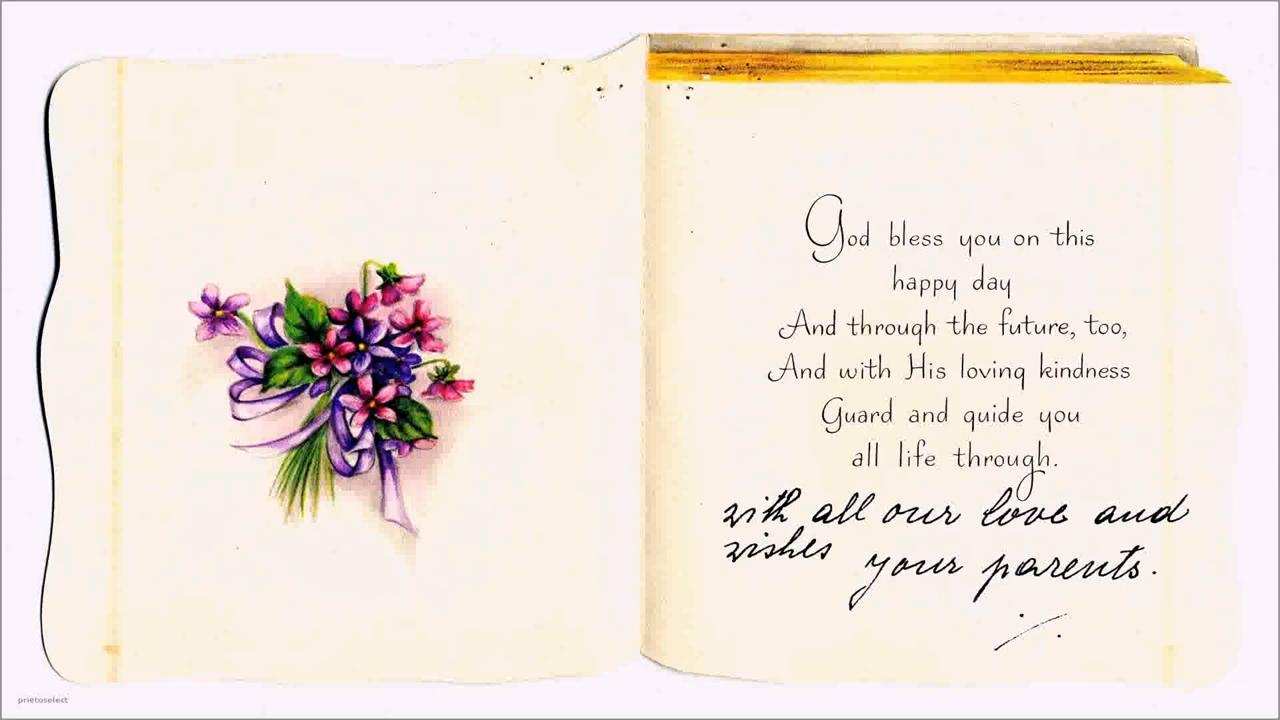 God bless you on this
happy day
And through the future, too,
And with His loving kindness
Guard and guide you
all life through.
with all our love and
wishes your parents.
prietoselect